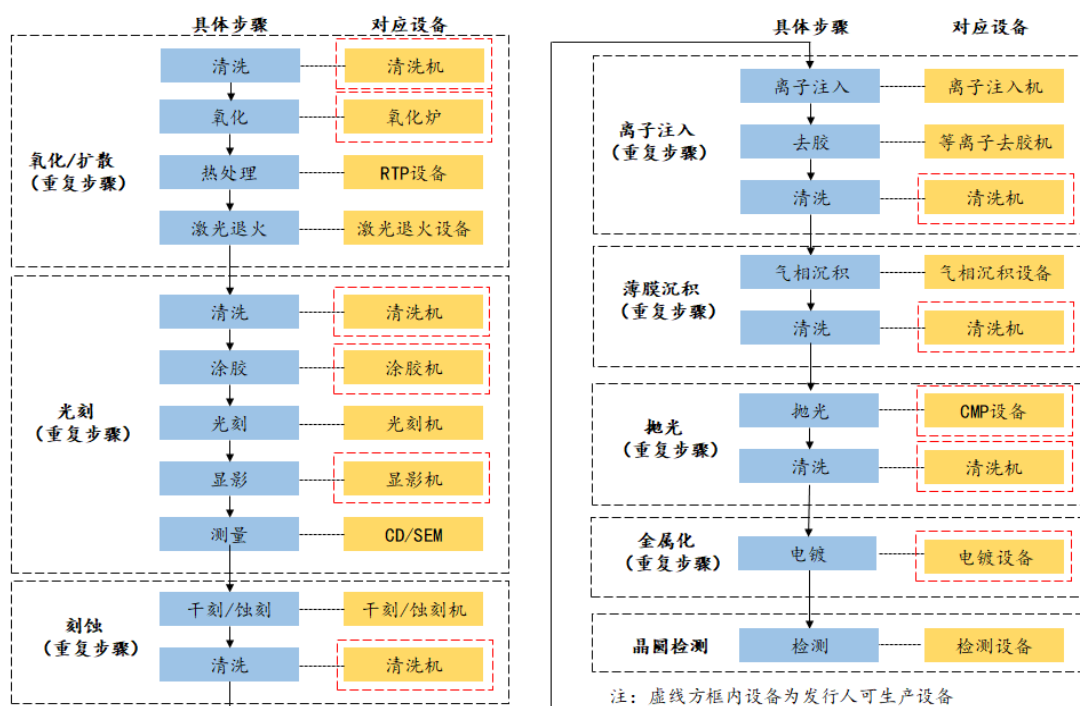 具体步骤 对应设备
清洗 清洗机
氧化 氧化炉
氧化/扩散
（重复步骤）
热处理 RTP设备
激光退火 激光退火设备
清洗 清洗机
涂胶 涂胶机
光刻
（重复步骤）
光刻 光刻机
显影 显影机
测量 CD/SEM
刻蚀
（重复步骤）
干刻/蚀刻 干刻/蚀刻机
清洗 清洗机
具体步骤 对应设备
离子注入 离子注入机
离子注入
（重复步骤）
去胶 等离子去胶机
清洗 清洗机
薄膜沉积
（重复步骤）
气相沉积 气相沉积设备
清洗 清洗机
抛光
（重复步骤）
抛光 CMP设备
清洗 清洗机
金属化
（重复步骤）
电镀 电镀设备
晶圆检测 检测 检测设备
注：虚线方框内设备为发行人可生产设备